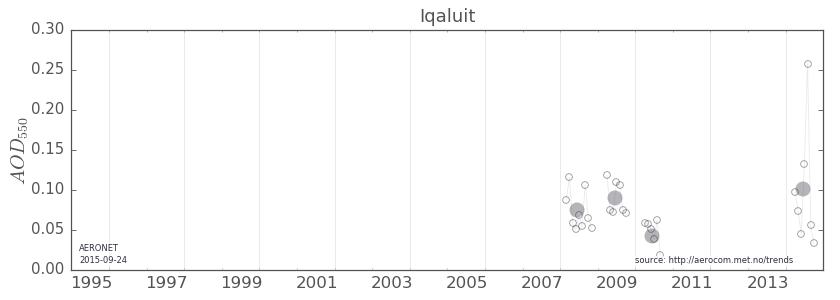 Iqaluit
0.30
0.25
0.20
0.15
0.10
0.05
0.00
AOD550
AERONET
2015-09-24
source: http://aerocom.met.no/trends
1995 1997 1999 2001 2003 2005 2007 2009 2011 2013